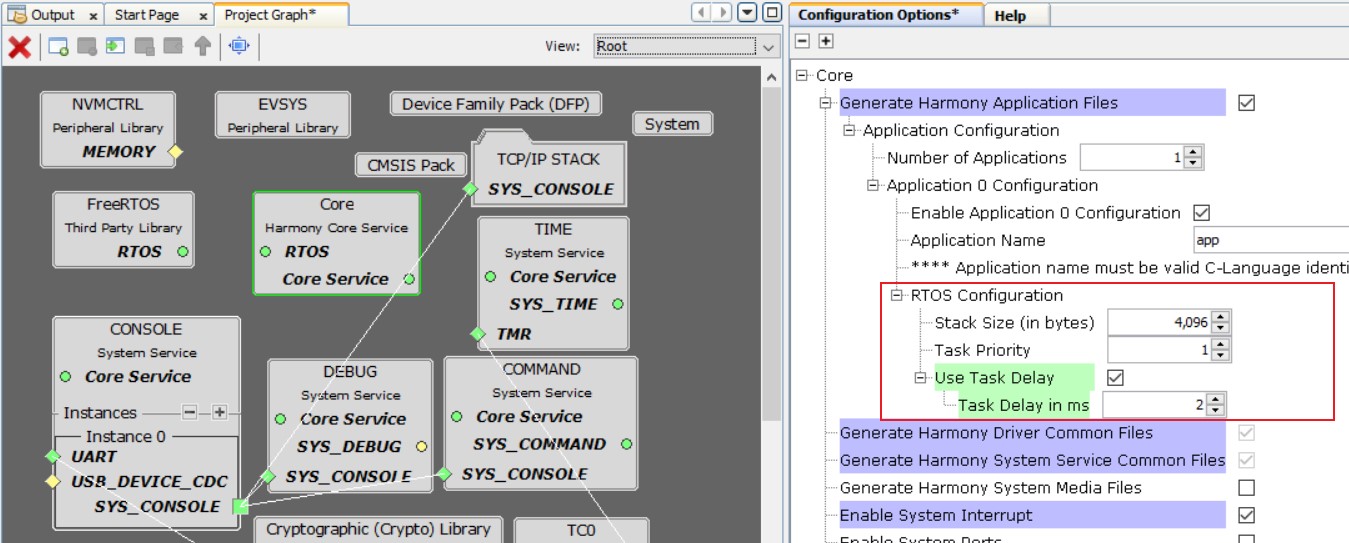 Output x
Start Page x
Project Graph*
View: Root
NVMCTRL
Peripheral Library
MEMORY
EVSYS
Peripheral Library
Device Family Pack (DFP)
System
CMSIS Pack
TCP/IP STACK
SYS_CONSOLE
FreeRTOS
Third Party Library
RTOS
Core
Harmony Core Service
RTOS
Core Service
TIME
System Service
Core Service
SYS_TIME
TMR
CONSOLE
System Service
Core Service
Instances
Instance 0
UART
USB_DEVICE_CDC
SYS_CONSOLE
DEBUG
System Service
Core Service
SYS_DEBUG
SYS_CONSOLE
COMMAND
System Service
Core Service
SYS_COMMAND
SYS_CONSOLE
Cryptographic (Crypto) Library
TC0
Configuration Options*
Help
Core
Generate Harmony Application Files
Application Configuration
Number of Applications 1
Application 0 Configuration
Enable Application 0 Configuration
Application Name app
**** Application name must be valid C-Language identi
RTOS Configuration
Stack Size (in bytes) 4,096
Task Priority 1
Use Task Delay
Task Delay in ms 2
Generate Harmony Driver Common Files
Generate Harmony System Service Common Files
Generate Harmony System Media Files
Enable System Interrupt
Enable System Ports